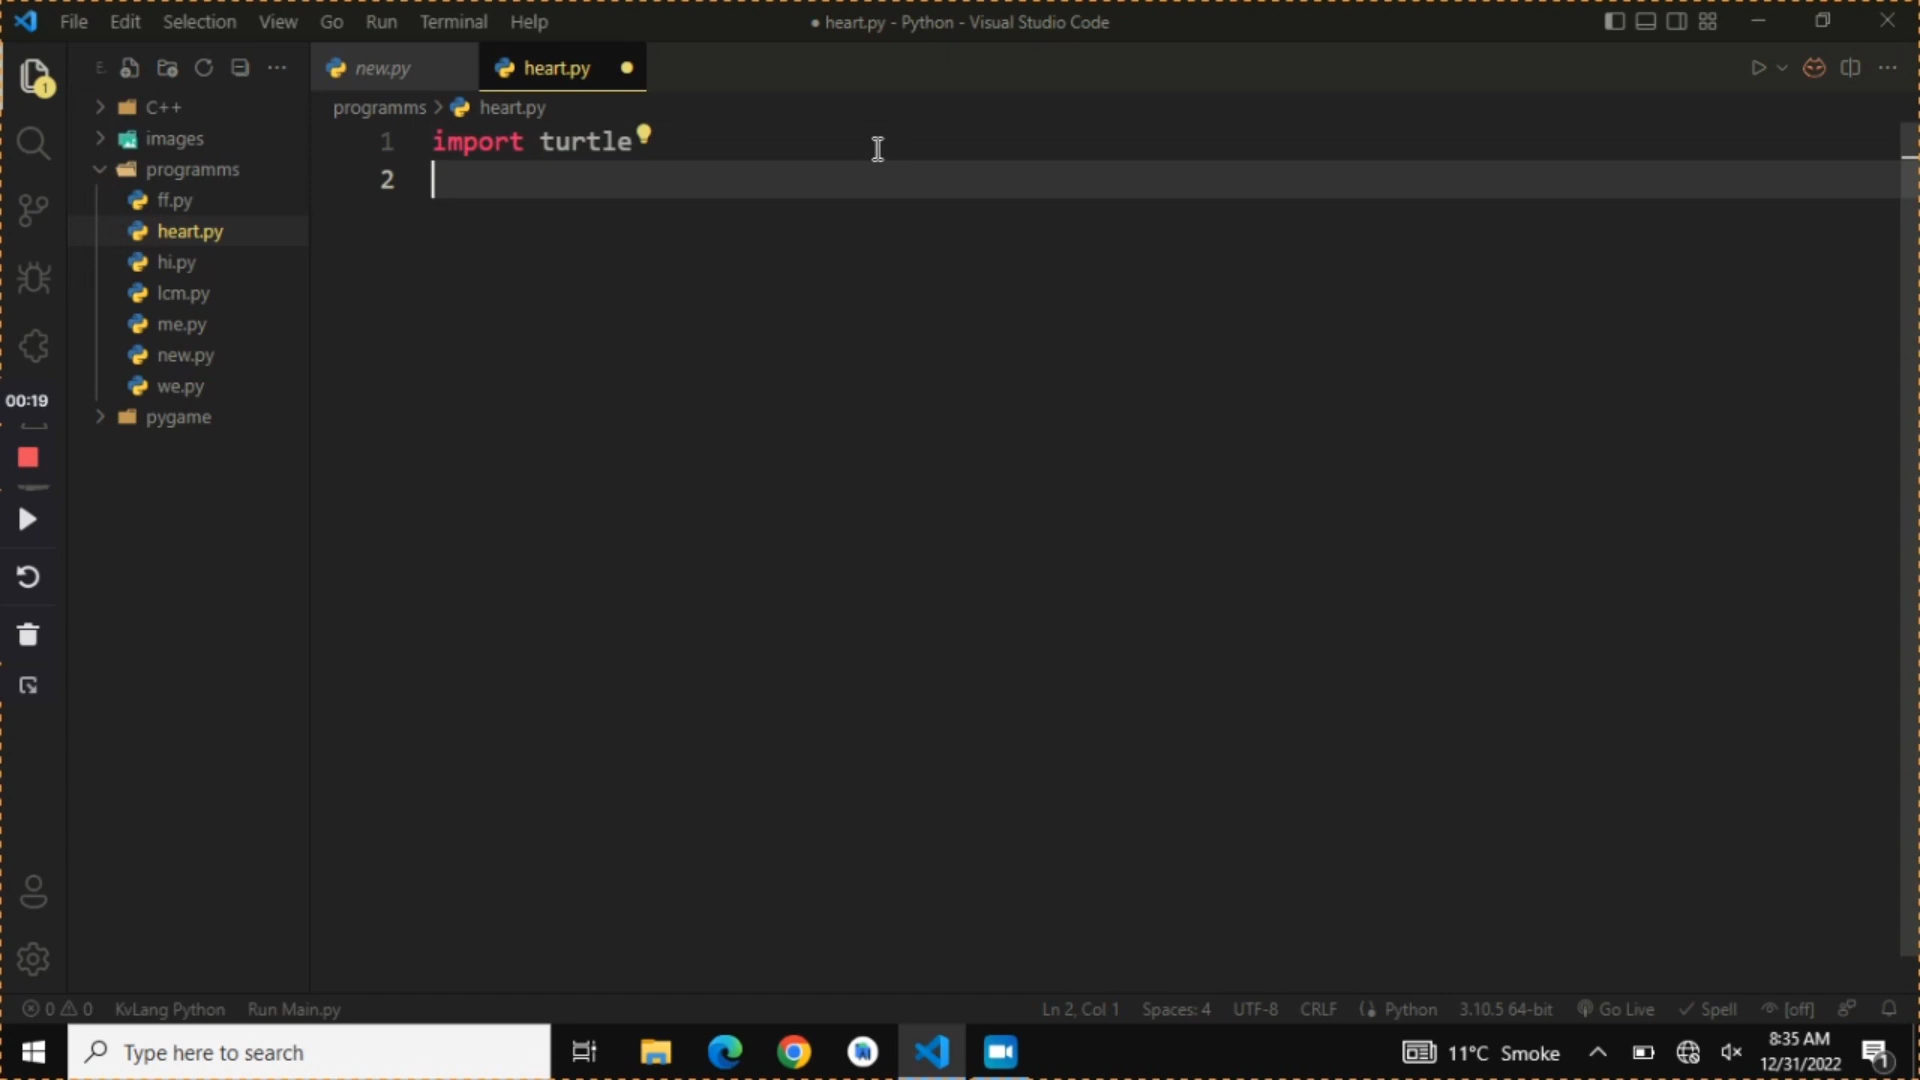 File Edit Selection View Go Run Terminal Help
● heart.py - Python - Visual Studio Code
E.
1
new.py
heart.py
programms > heart.py
C++
images
programms
ff.py
heart.py
hi.py
lcm.py
me.py
new.py
we.py
pygame
1 import turtle
2
00:19
0 0 KvLang Python Run Main.py
Ln 2, Col 1 Spaces: 4 UTF-8 CRLF Python 3.10.5 64-bit Go Live Spell [off]
Type here to search
11°C Smoke
8:35 AM
12/31/2022
1